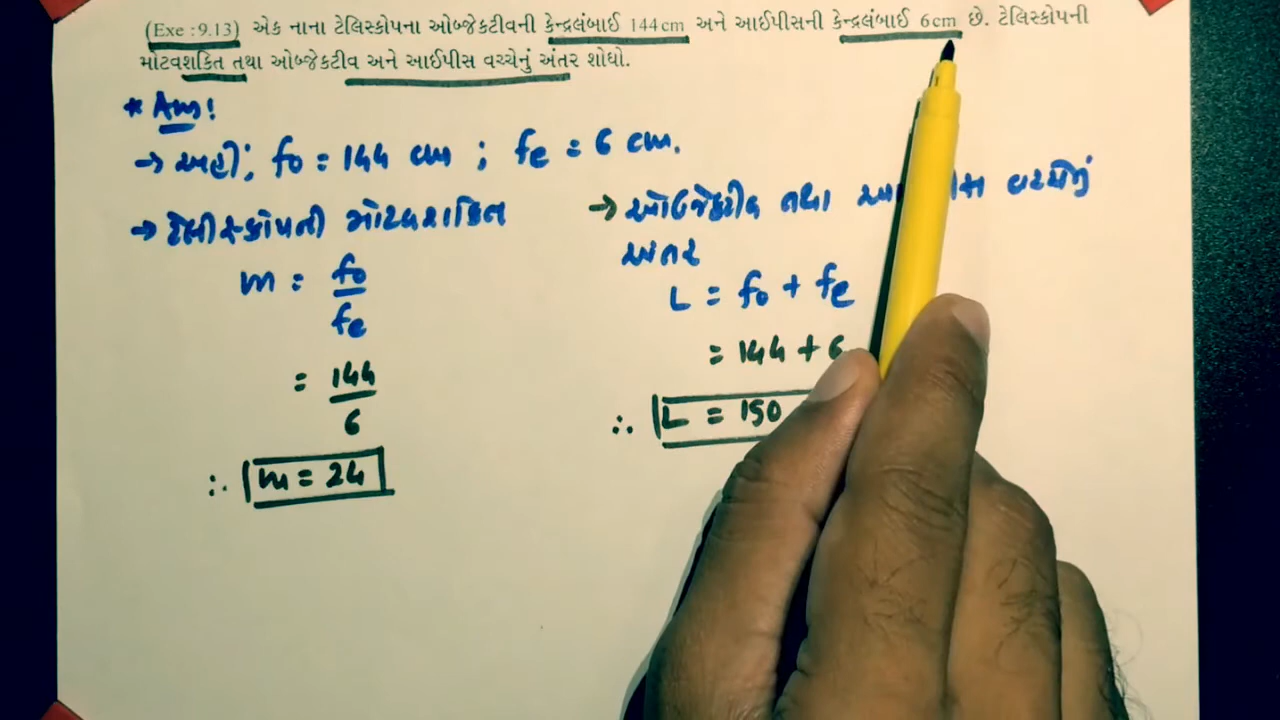 (Exe : 9.13) એક નાના ટેલિસ્કોપના ઓબ્જેક્ટીવની કેન્દ્રલંબાઈ 144 cm અને આઈપીસની કેન્દ્રલંબાઈ 6 cm છે. ટેલિસ્કોપની
મોટવશકિત તથા ઓબ્જેકટીવ અને આઈપીસ વચ્ચેનું અંતર શોધો.
* Ans:
→ અહીં, fo = 144 cm ; fe = 6 cm.
→ ટેલીસ્કોપની મોટવશકિત
m = fo
fe
= 144
6
∴ m = 24
→ ઓબ્જેકટીવ તથા વચ્ચેનું
અંતર
L = fo + fe
= 144 + 6
∴ L = 150